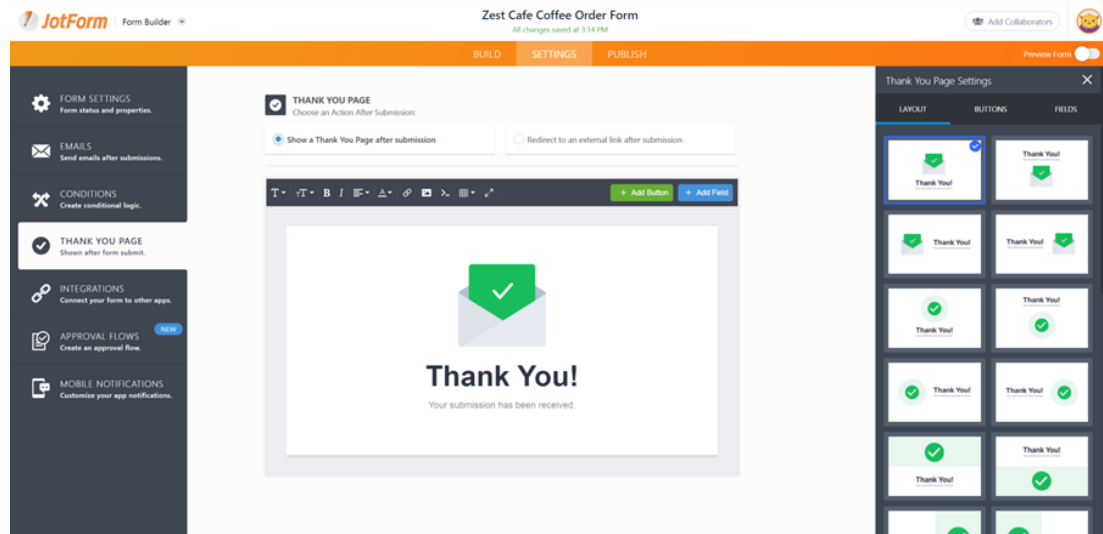 JotForm
Form Builder
Zest Cafe Coffee Order Form
All changes saved at 3:14 PM
Add Collaborators
BUILD
SETTINGS
PUBLISH
Preview Form
FORM SETTINGS
Form status and properties.
EMAILS
Send emails after submissions.
CONDITIONS
Create conditional logic.
THANK YOU PAGE
Shown after form submit.
INTEGRATIONS
Connect your form to other apps.
APPROVAL FLOWS
NEW
Create an approval flow.
MOBILE NOTIFICATIONS
Customize your app notifications.
THANK YOU PAGE
Choose an Action After Submission:
Show a Thank You Page after submission
Redirect to an external link after submission
B I
+ Add Button
+ Add Field
Thank You!
Your submission has been received.
Thank You Page Settings
LAYOUT
BUTTONS
FIELDS
Thank You!
Thank You!
Thank You!
Thank You!
Thank You!
Thank You!
Thank You!
Thank You!
Thank You!
Thank You!